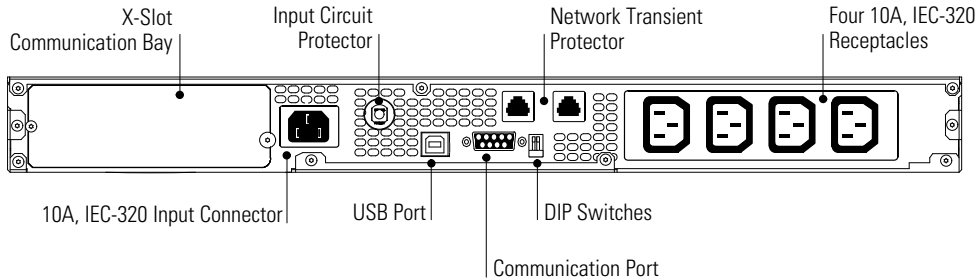 X-Slot
Communication Bay
Input Circuit
Protector
Network Transient
Protector
Four 10A, IEC-320
Receptacles
10A, IEC-320 Input Connector
USB Port
DIP Switches
Communication Port